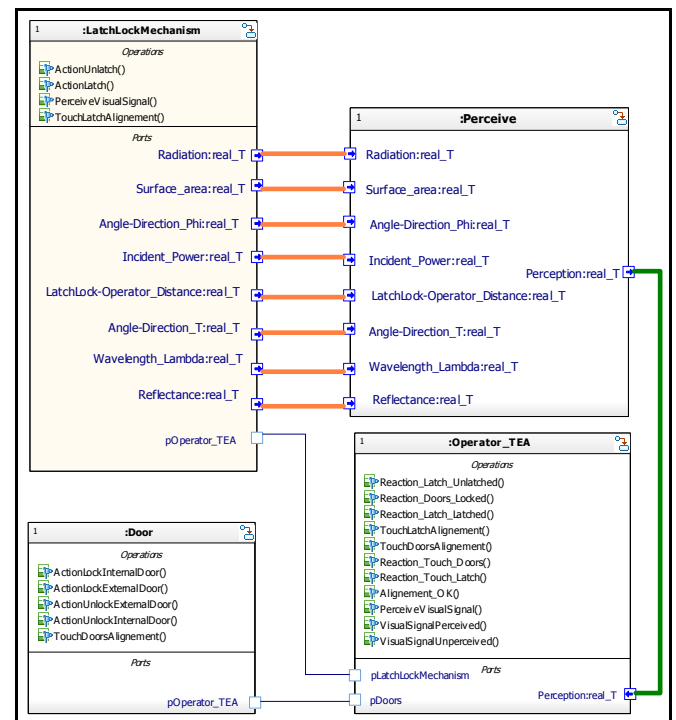 1
:LatchLockMechanism
Operations
ActionUnlatch()
ActionLatch()
PerceiveVisualSignal()
TouchLatchAlignement()
Ports
Radiation:real_T
Surface_area:real_T
Angle-Direction_Phi:real_T
Incident_Power:real_T
LatchLock-Operator_Distance:real_T
Angle-Direction_T:real_T
Wavelength_Lambda:real_T
Reflectance:real_T
pOperator_TEA
1
:Perceive
Radiation:real_T
Surface_area:real_T
Angle-Direction_Phi:real_T
Incident_Power:real_T
Perception:real_T
LatchLock-Operator_Distance:real_T
Angle-Direction_T:real_T
Wavelength_Lambda:real_T
Reflectance:real_T
1
:Operator_TEA
Operations
Reaction_Latch_Unlatched()
Reaction_Doors_Locked()
Reaction_Latch_Latched()
TouchLatchAlignement()
TouchDoorsAlignement()
Reaction_Touch_Doors()
Reaction_Touch_Latch()
Alignement_OK()
PerceiveVisualSignal()
VisualSignalPerceived()
VisualSignalUnperceived()
Ports
pLatchLockMechanism
pDoors
Perception:real_T
1
:Door
Operations
ActionLockInternalDoor()
ActionLockExternalDoor()
ActionUnlockExternalDoor()
ActionUnlockInternalDoor()
TouchDoorsAlignement()
Ports
pOperator_TEA